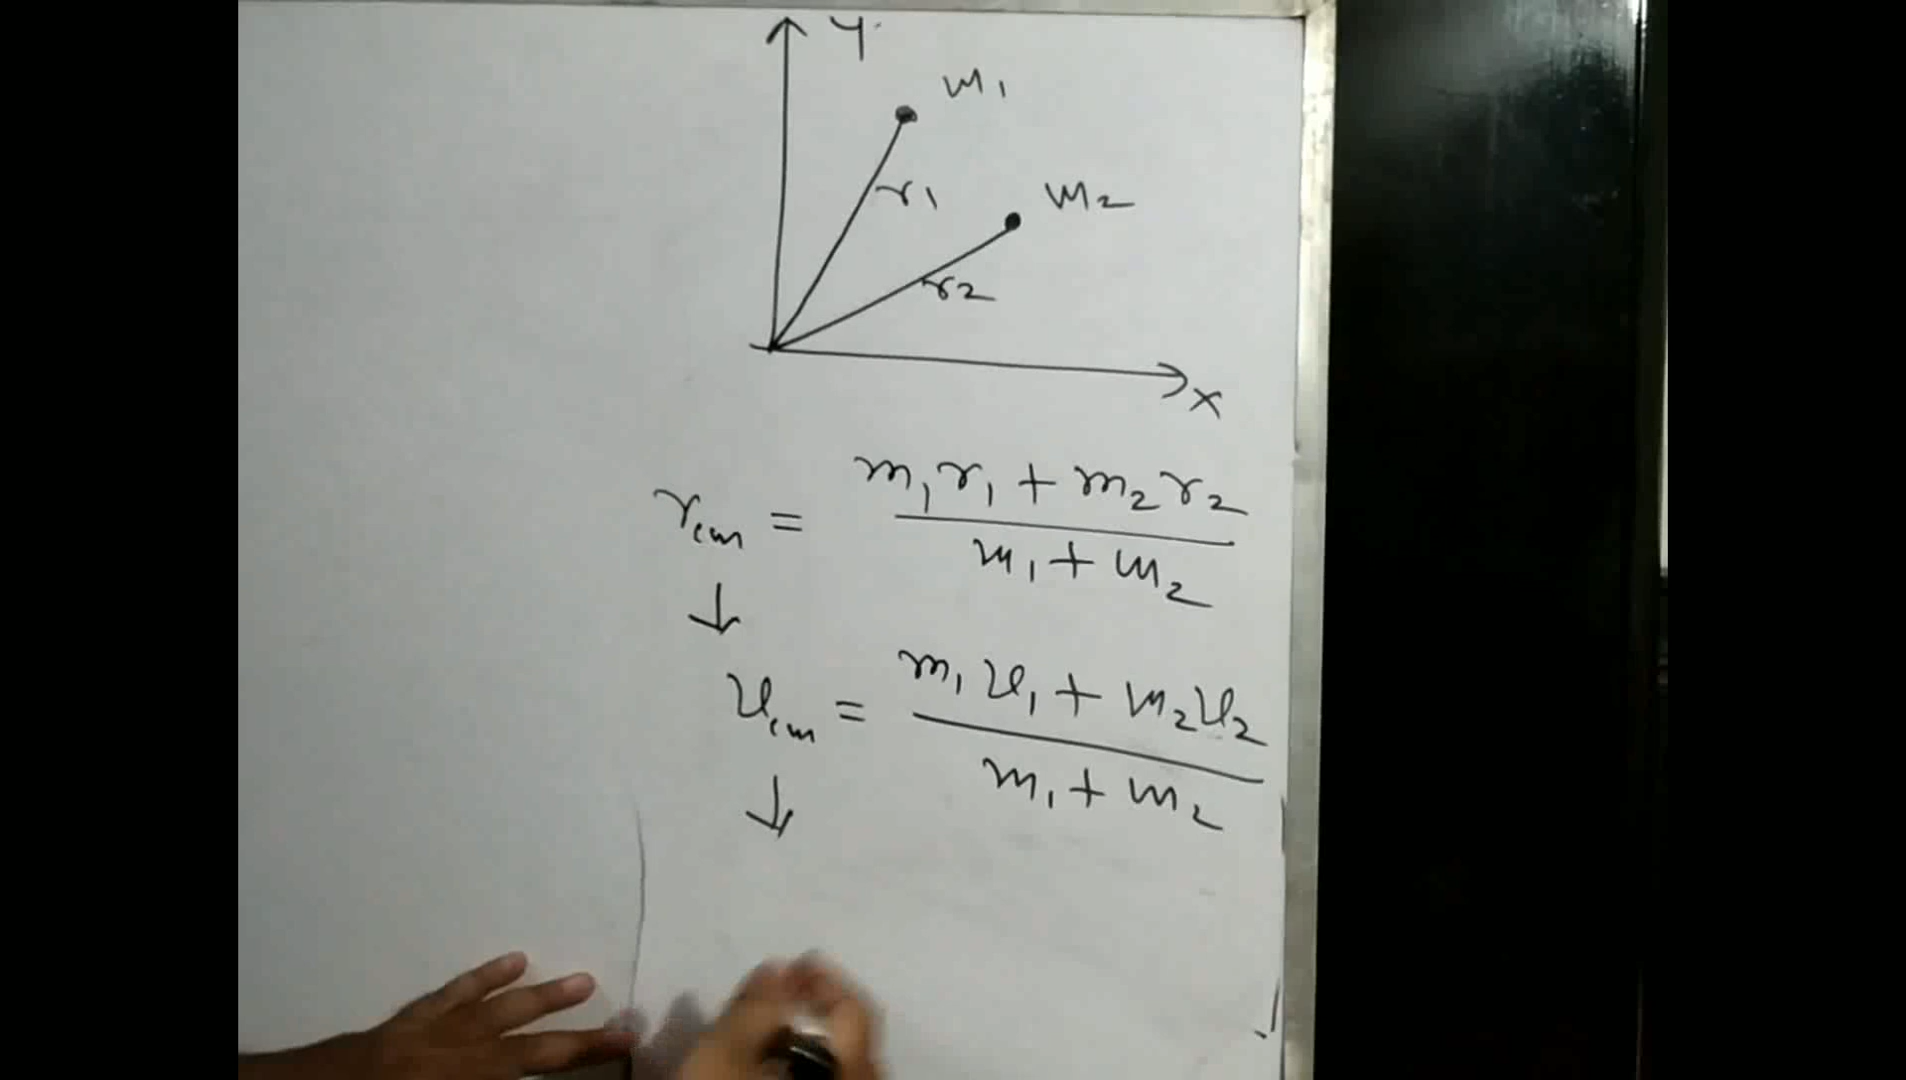 Y
m1
r1
m2
r2
x
rcm = m1r1 + m2r2
m1 + m2
↓
vcm = m1v1 + m2v2
m1 + m2
↓